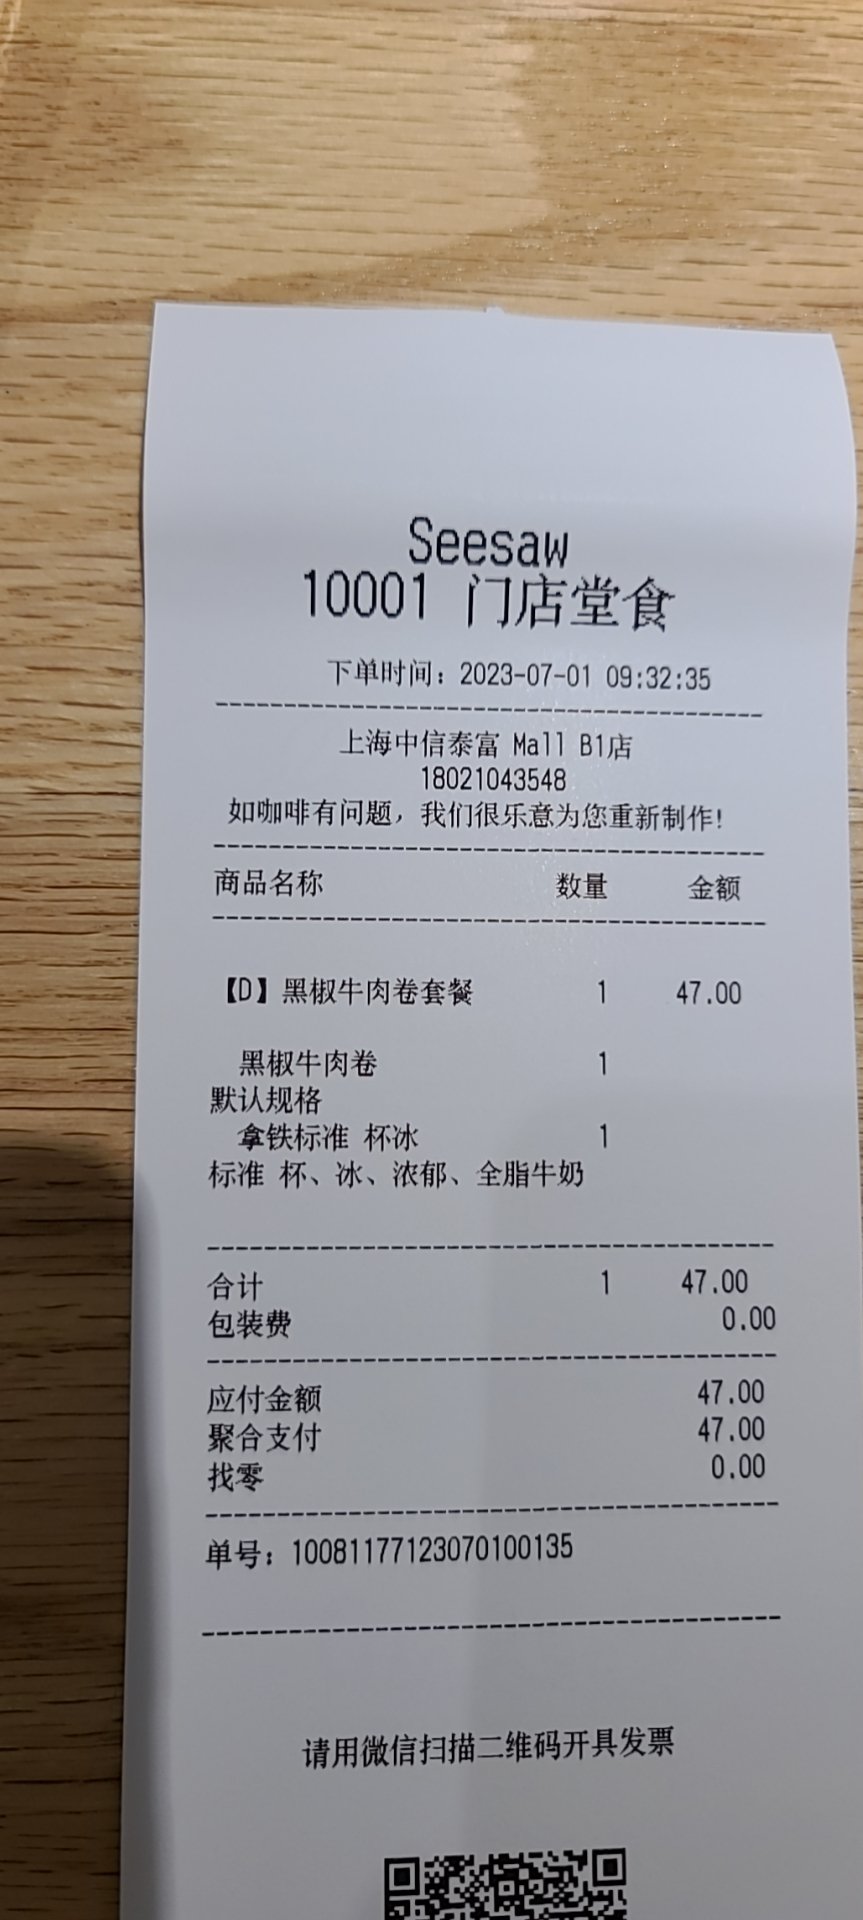 Seesaw
10001 门店堂食
下单时间：2023-07-01 09:32:35
上海中信泰富 Mall B1店
18021043548
如咖啡有问题，我们很乐意为您重新制作!
商品名称 数量 金额
【D】黑椒牛肉卷套餐 1 47.00
黑椒牛肉卷 1
默认规格
拿铁标准 杯冰 1
标准 杯、冰、浓郁、全脂牛奶
合计 1 47.00
包装费 0.00
应付金额 47.00
聚合支付 47.00
找零 0.00
单号：10081177123070100135
请用微信扫描二维码开具发票